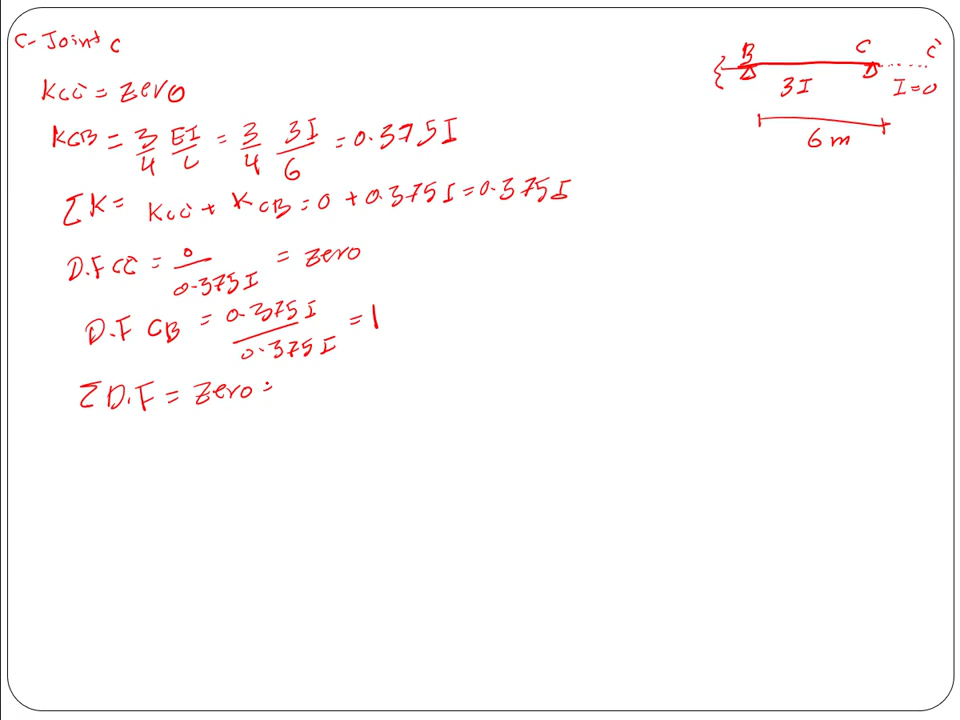 C- Joint C
KCC̀ = Zero
KCB = 3/4 EI/L = 3/4 3I/6 = 0.375I
ΣK = KCC̀ + KCB = 0 + 0.375I = 0.375I
D.F CC̀ = 0/0.375I = Zero
D.F CB = 0.375I/0.375I = 1
ΣD.F = Zero =
B C C̀
3I I=0
6 m